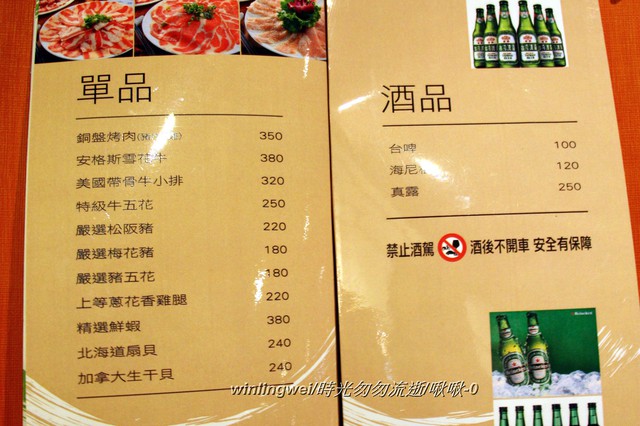 單品
銅盤烤肉 350
安格斯雪花牛 380
美國帶骨牛小排 320
特級牛五花 250
嚴選松阪豬 220
嚴選梅花豬 180
嚴選豬五花 180
上等蔥花香雞腿 220
精選鮮蝦 380
北海道扇貝 240
加拿大生干貝 240
酒品
台啤 100
海尼 120
真露 250
禁止酒駕 酒後不開車 安全有保障
Heineken
winlingwei/時光匆匆流逝/啾啾-0